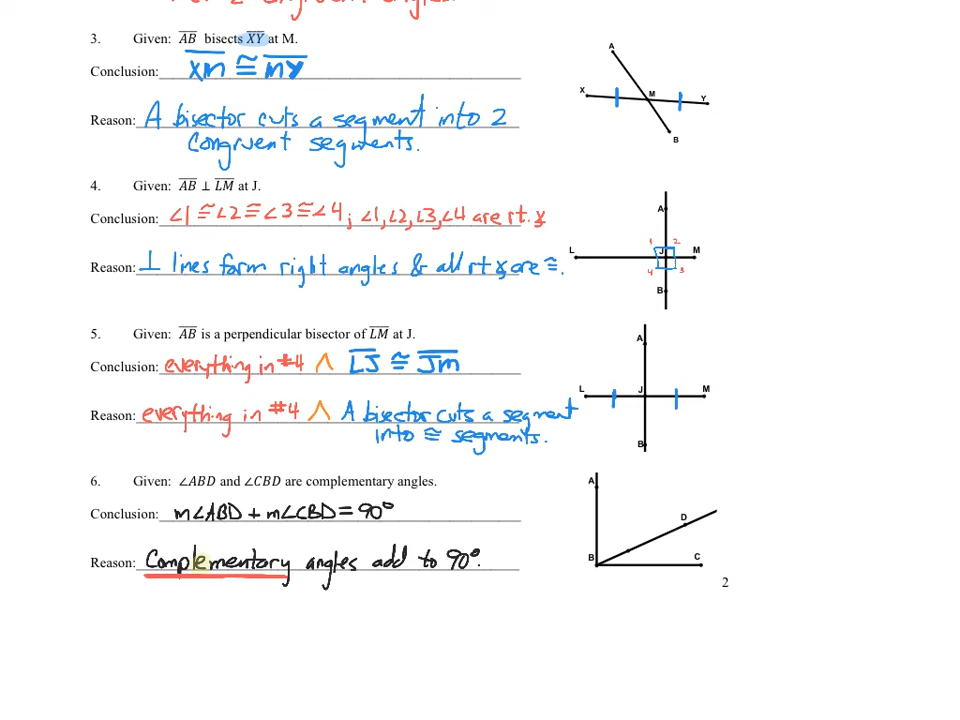 3. Given: AB bisects XY at M.
Conclusion: XM ≅ MY
Reason: A bisector cuts a segment into 2
congruent segments.
A
X
M
Y
B
4. Given: AB ⊥ LM at J.
Conclusion: ∠1 ≅ ∠2 ≅ ∠3 ≅ ∠4; ∠1, ∠2, ∠3, ∠4 are rt. ∡
Reason: ⊥ lines form right angles & all rt ∡ are ≅.
A
1 2
L J M
4 3
B
5. Given: AB is a perpendicular bisector of LM at J.
Conclusion: everything in #4 ∧ LJ ≅ JM
Reason: everything in #4 ∧ A bisector cuts a segment
into ≅ segments.
A
L J M
B
6. Given: ∠ABD and ∠CBD are complementary angles.
Conclusion: m∠ABD + m∠CBD = 90°
Reason: Complementary angles add to 90°.
A
D
B C
2